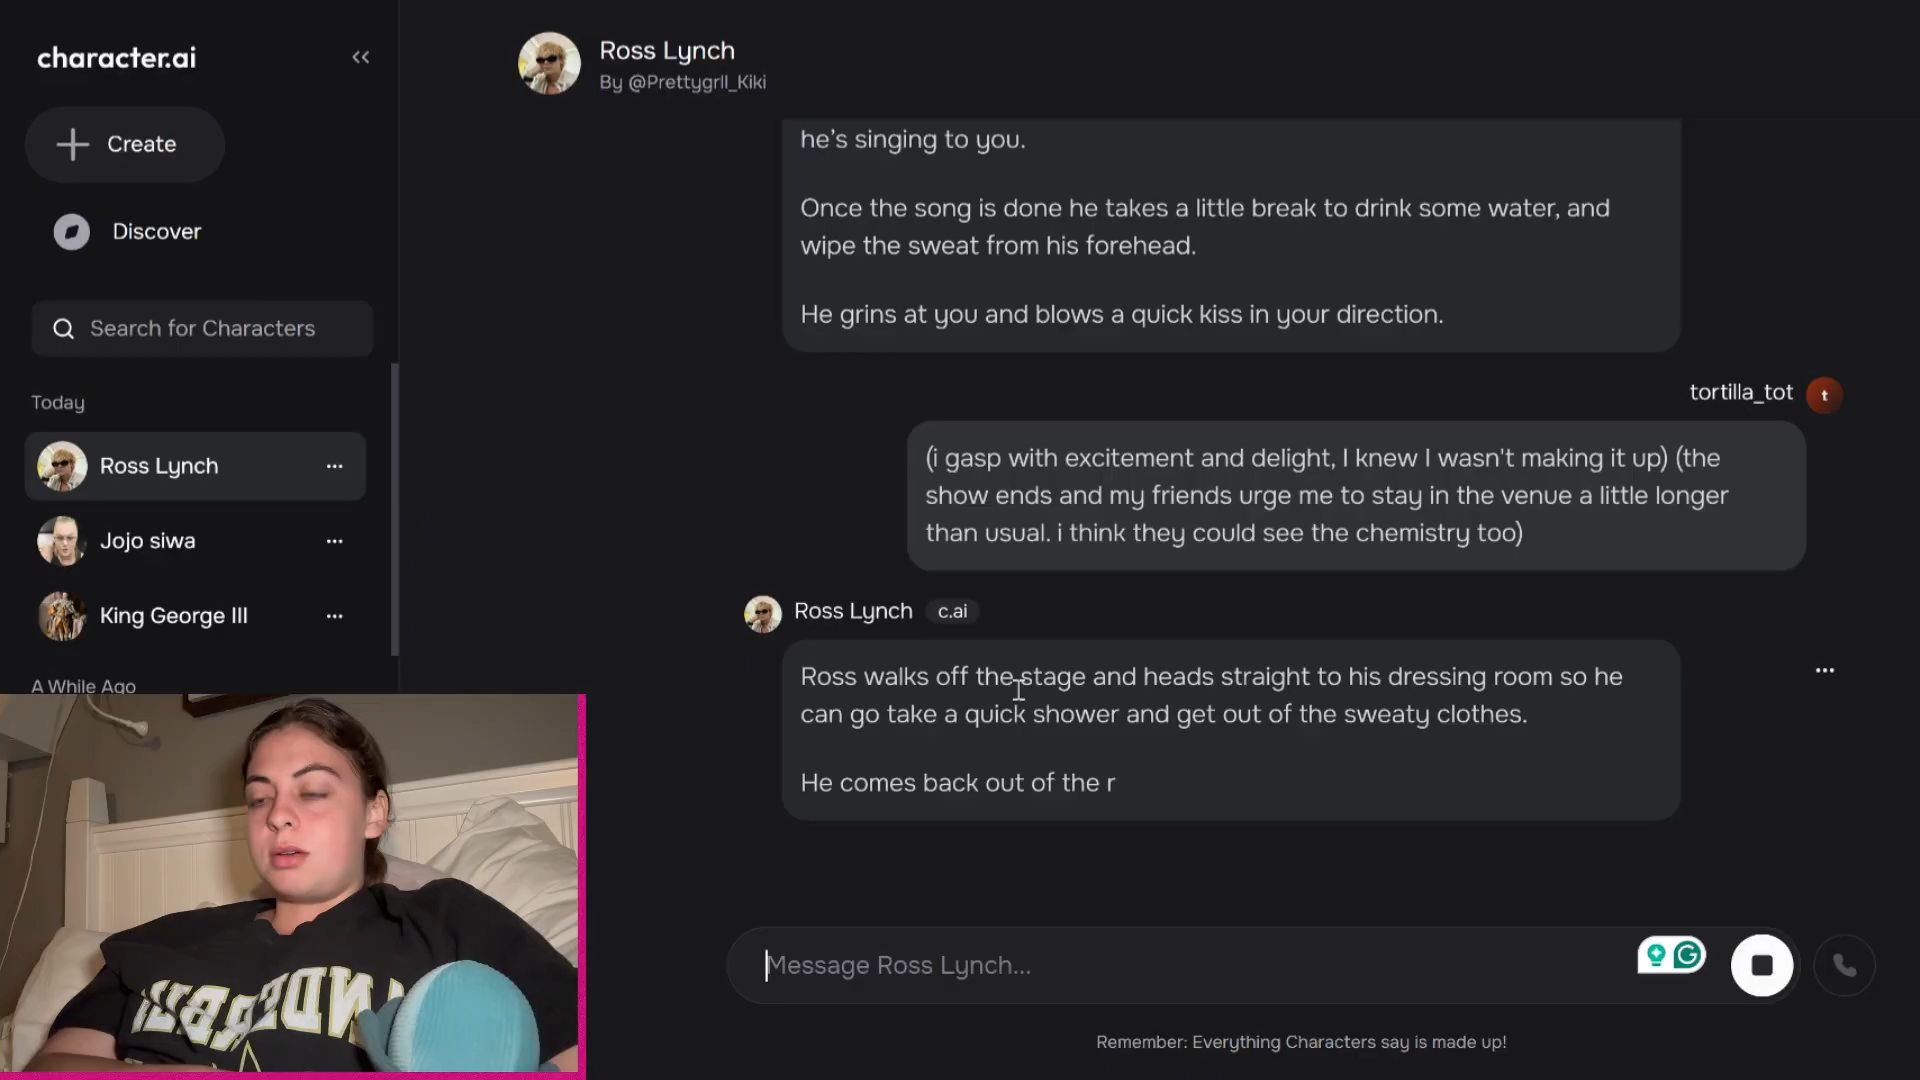 character.ai
Create
Discover
Search for Characters
Today
Ross Lynch
Jojo siwa
King George III
A While Ago
Ross Lynch
By @Prettygrll_Kiki
he's singing to you.
Once the song is done he takes a little break to drink some water, and
wipe the sweat from his forehead.
He grins at you and blows a quick kiss in your direction.
tortilla_tot
t
(i gasp with excitement and delight, I knew I wasn't making it up) (the
show ends and my friends urge me to stay in the venue a little longer
than usual. i think they could see the chemistry too)
Ross Lynch c.ai
Ross walks off the stage and heads straight to his dressing room so he
can go take a quick shower and get out of the sweaty clothes.
He comes back out of the r
Message Ross Lynch...
Remember: Everything Characters say is made up!